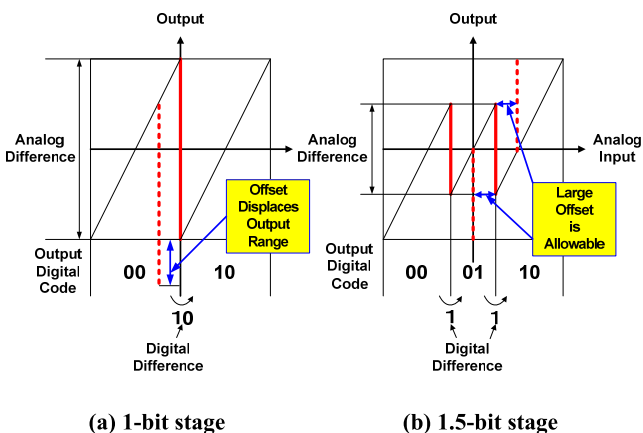 Output
Output
Analog
Difference
Analog
Difference
Analog
Input
Offset
Displaces
Output
Range
Large
Offset
is
Allowable
Output
Digital
Code
00
10
Output
Digital
Code
00
01
10
10
1
1
Digital
Difference
Digital
Difference
(a) 1-bit stage
(b) 1.5-bit stage